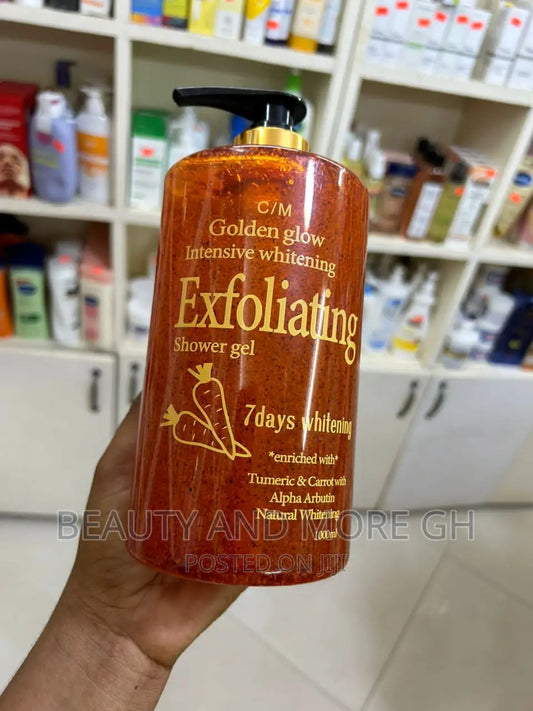 C/M
Golden glow
Intensive whitening
Exfoliating
Shower gel
7days whitening
*enriched with*
Tumeric & Carrot with
Alpha Arbutin
Natural Whitening
1000ml
BEAUTY AND MORE GH
POSTED ON JIJI